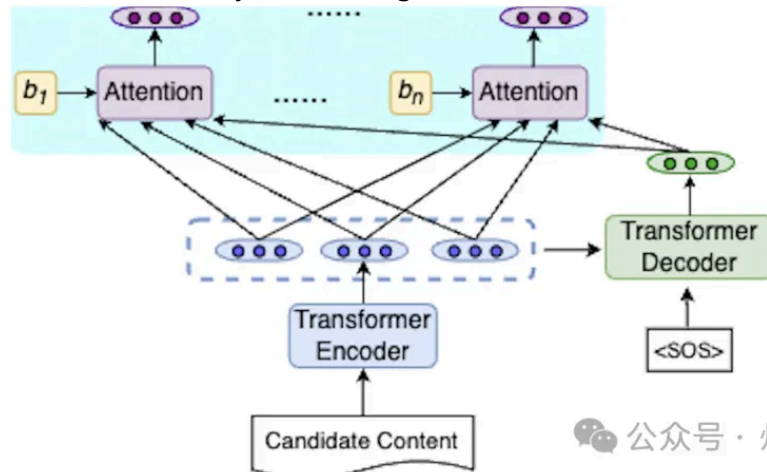 ......
b1
Attention
......
bn
Attention
Transformer
Decoder
Transformer
Encoder
<SOS>
公众号 ·
Candidate Content